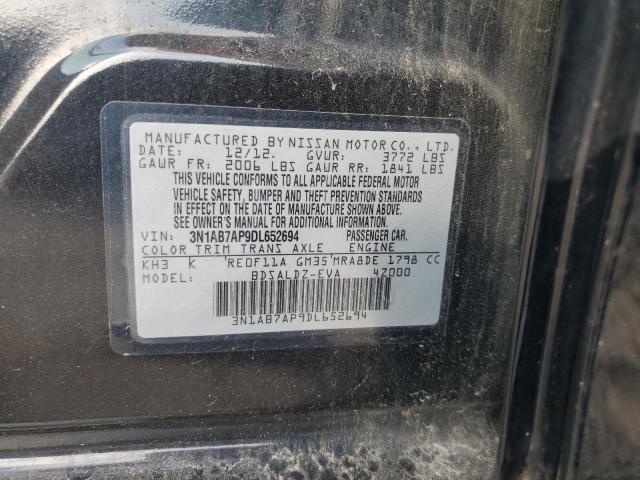 MANUFACTURED BY NISSAN MOTOR CO., LTD.
DATE: 12/12. GVUR: 3772 LBS
GAWR FR: 2006 LBS GAUR RR: 1841 LBS
THIS VEHICLE CONFORMS TO ALL APPLICABLE FEDERAL MOTOR
VEHICLE SAFETY, BUMPER AND THEFT PREVENTION STANDARDS
IN EFFECT ON THE DATE OF MANUFACTURE SHOWN ABOVE.
SEE OWNER'S MANUAL FOR ADDITIONAL INFORMATION.
VIN: 3N1AB7AP9DL652694 PASSENGER CAR.
COLOR TRIM TRANS AXLE ENGINE
KH3 K RE0F11A GM35 MRA8DE 1798 CC
MODEL: BDSALDZ-EVA 4Z000
3N1AB7AP9DL652694